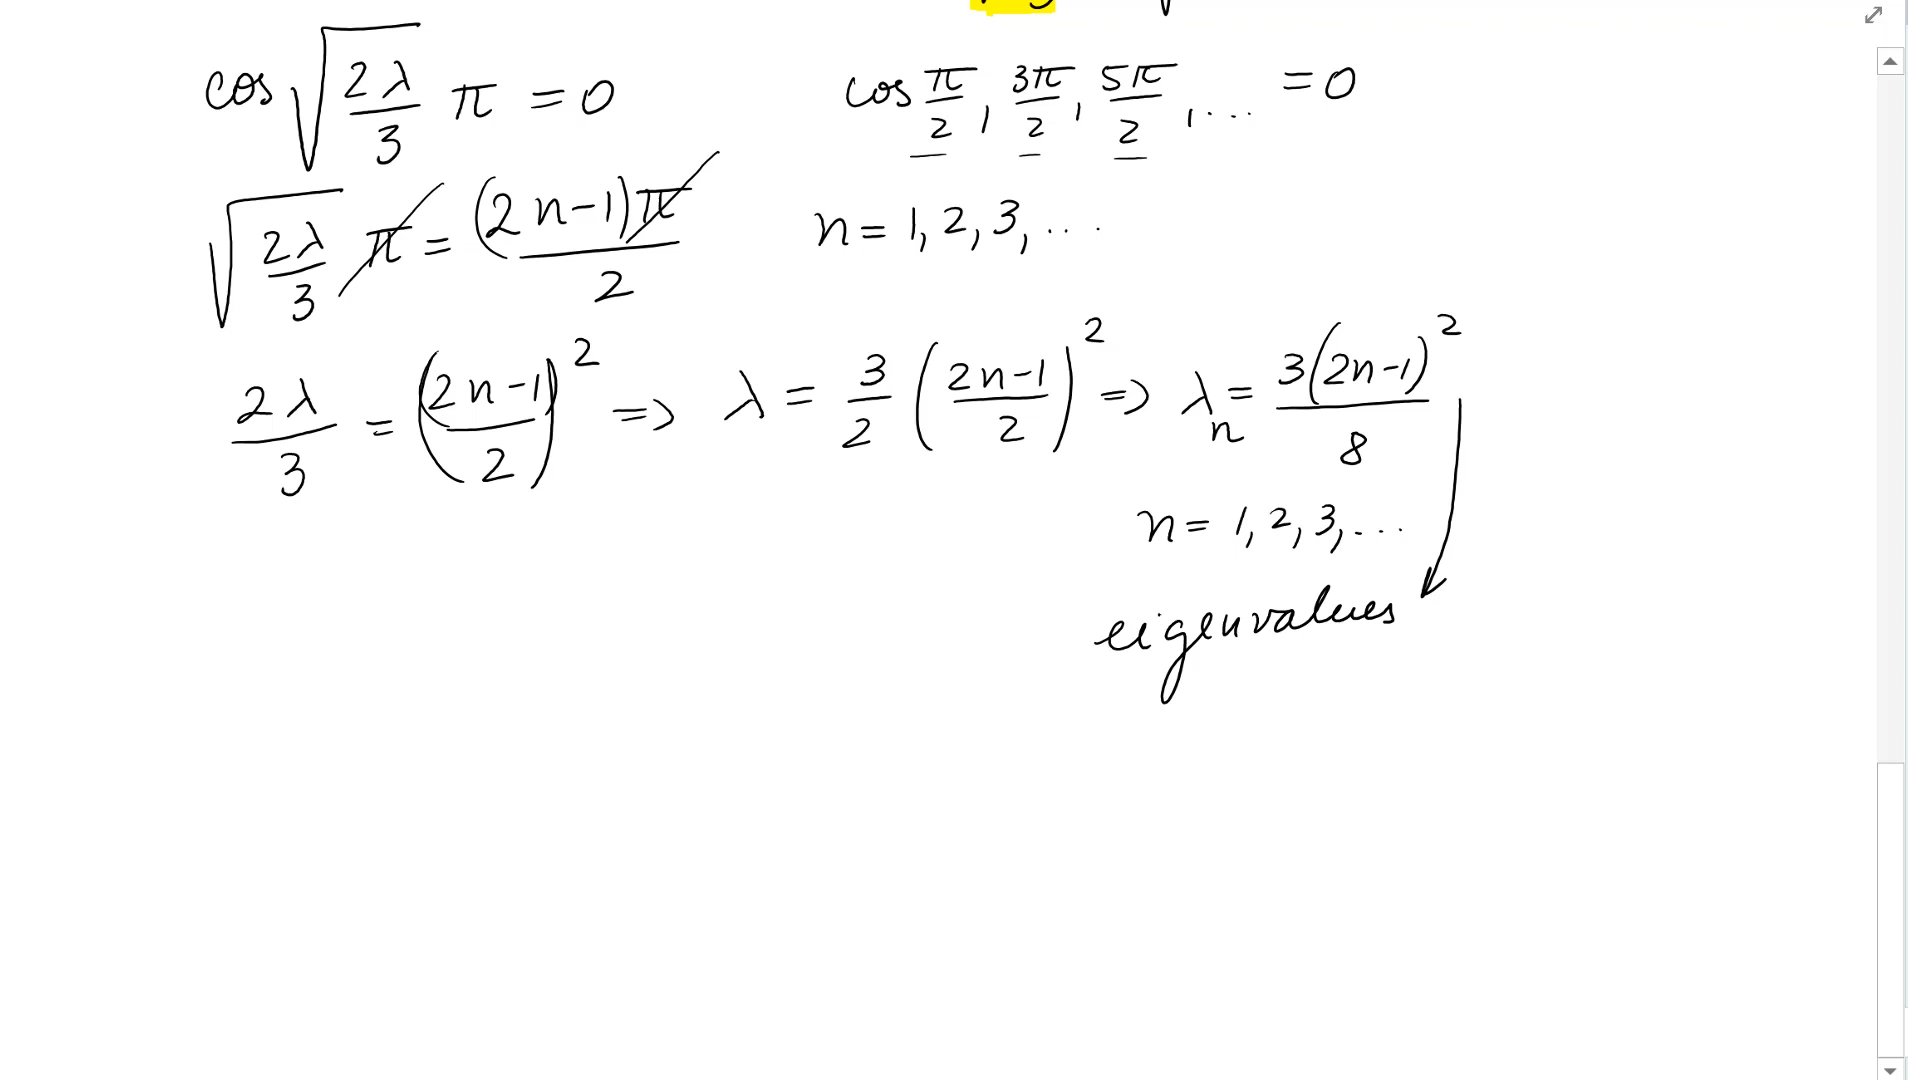 cos √(2λ/3) π = 0    cos π/2, 3π/2, 5π/2, ... = 0
√(2λ/3) π = (2n-1)π/2    n = 1, 2, 3, ...
2λ/3 = ((2n-1)/2)² ⇒ λ = 3/2 ((2n-1)/2)² ⇒ λₙ = 3(2n-1)²/8
n = 1, 2, 3, ...
eigenvalues